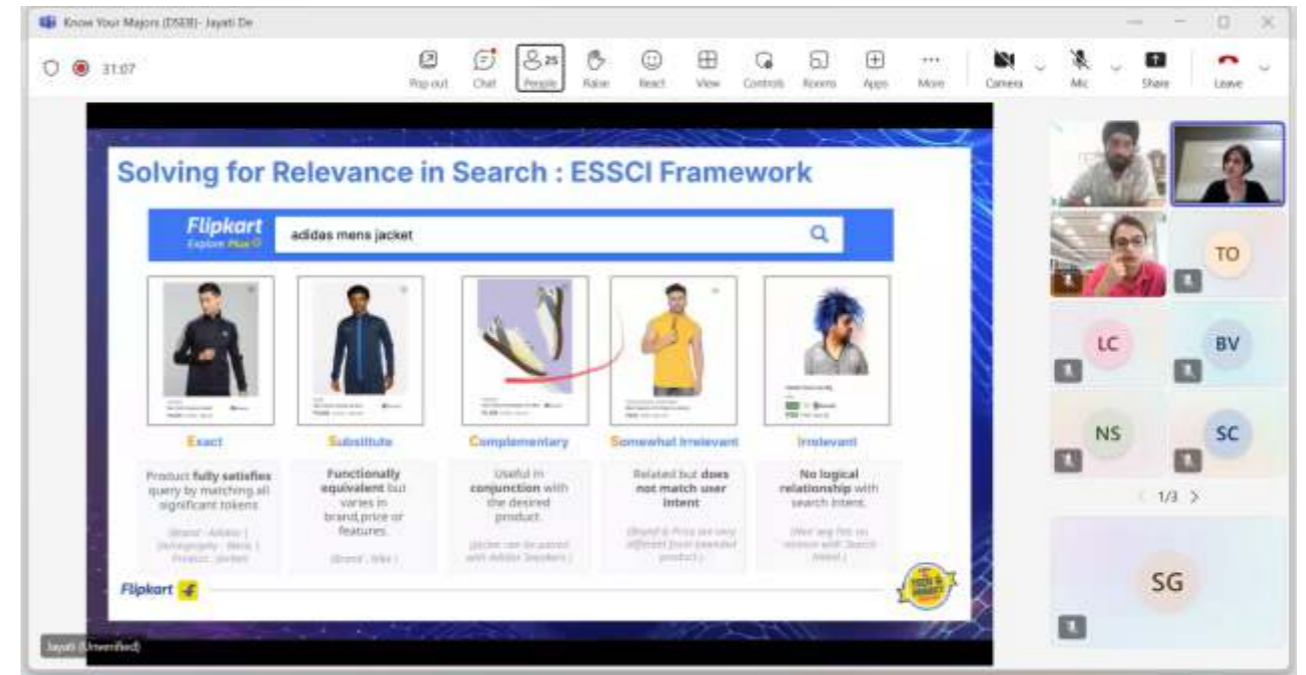 Know Your Majors (DSEB)- Jayati De
31:07
Pop out
Chat
25
People
Raise
React
View
Controls
Rooms
Apps
More
Camera
Mic
Share
Leave
Solving for Relevance in Search : ESSCI Framework
Flipkart
Explore Plus
adidas mens jacket
Exact
Substitute
Complementary
Somewhat Irrelevant
Irrelevant
Product fully satisfies
query by matching all
significant tokens
Functionally
equivalent but
varies in
brand,price or
features.
Useful in
conjunction with
the desired
product.
Related but does
not match user
intent
No logical
relationship with
search intent.
(Brand : Nike )
Flipkart
Jayati (Unverified)
TO
LC
BV
NS
SC
1/3
SG